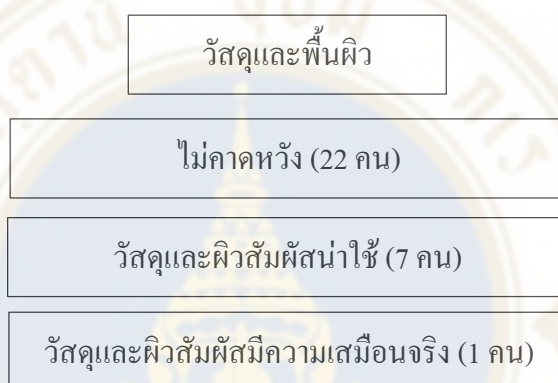 วัสดุและพื้นผิว
ไม่คาดหวัง (22 คน)
วัสดุและผิวสัมผัสน่าใช้ (7 คน)
วัสดุและผิวสัมผัสมีความเสมือนจริง (1 คน)